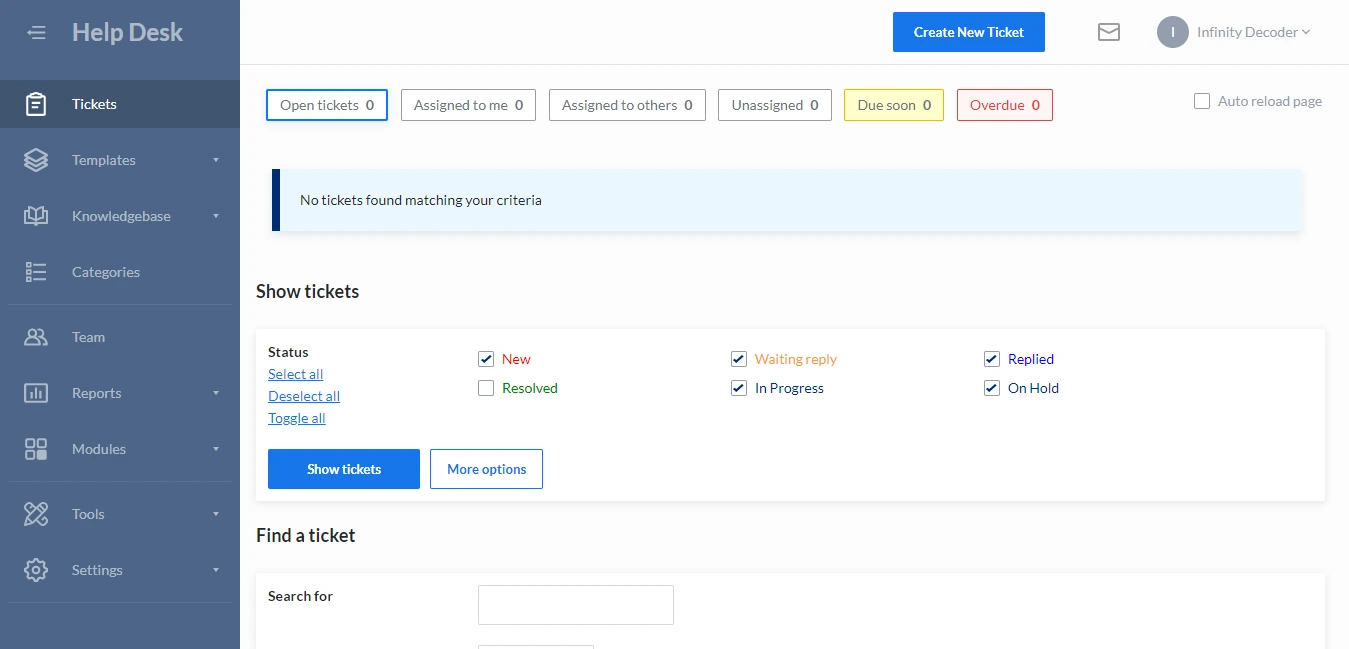 Help Desk
Create New Ticket
I
Infinity Decoder
Tickets
Templates
Knowledgebase
Categories
Team
Reports
Modules
Tools
Settings
Open tickets 0
Assigned to me 0
Assigned to others 0
Unassigned 0
Due soon 0
Overdue 0
Auto reload page
No tickets found matching your criteria
Show tickets
Status
Select all
Deselect all
Toggle all
New
Waiting reply
Replied
Resolved
In Progress
On Hold
Show tickets
More options
Find a ticket
Search for